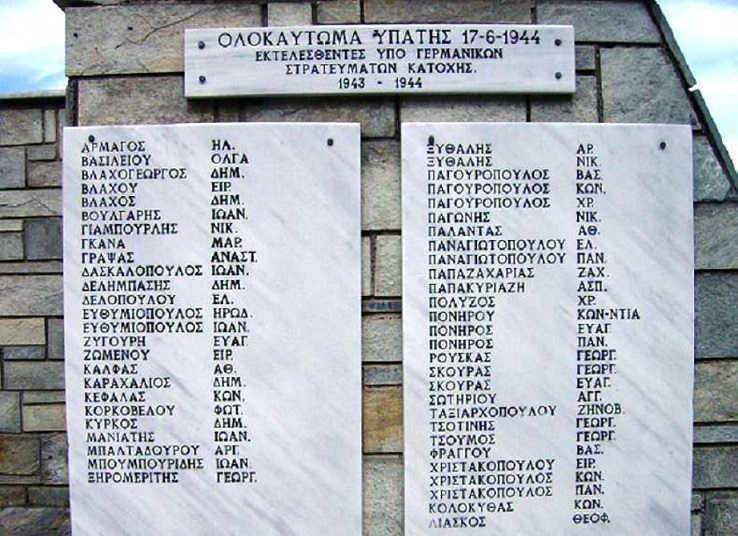 ΟΛΟΚΑΥΤΩΜΑ ΥΠΑΤΗΣ 17-6-1944
ΕΚΤΕΛΕΣΘΕΝΤΕΣ ΥΠΟ ΓΕΡΜΑΝΙΚΩΝ
ΣΤΡΑΤΕΥΜΑΤΩΝ ΚΑΤΟΧΗΣ.
1943 - 1944
ΑΡΜΑΓΟΣ ΗΛ.
ΒΑΣΙΛΕΙΟΥ ΟΛΓΑ
ΒΛΑΧΟΓΕΩΡΓΟΣ ΔΗΜ.
ΒΛΑΧΟΥ ΕΙΡ.
ΒΛΑΧΟΣ ΔΗΜ.
ΒΟΥΛΓΑΡΗΣ ΙΩΑΝ.
ΓΙΑΜΠΟΥΡΛΗΣ ΝΙΚ.
ΓΚΑΝΑ ΜΑΡ.
ΓΡΑΨΑΣ ΑΝΑΣΤ.
ΔΑΣΚΑΛΟΠΟΥΛΟΣ ΙΩΑΝ.
ΔΕΛΗΜΠΑΣΗΣ ΔΗΜ.
ΔΕΛΟΠΟΥΛΟΥ ΕΛ.
ΕΥΘΥΜΙΟΠΟΥΛΟΣ ΗΡΩΔ.
ΕΥΘΥΜΙΟΠΟΥΛΟΣ ΙΩΑΝ.
ΖΥΓΟΥΡΗ ΕΥΑΓ.
ΖΩΜΕΝΟΥ ΕΙΡ.
ΚΑΛΦΑΣ ΑΘ.
ΚΑΡΑΧΑΛΙΟΣ ΔΗΜ.
ΚΕΦΑΛΑΣ ΚΩΝ.
ΚΟΡΚΟΒΕΛΟΥ ΦΩΤ.
ΚΥΡΚΟΣ ΔΗΜ.
ΜΑΝΙΑΤΗΣ ΙΩΑΝ.
ΜΠΑΛΤΑΔΟΥΡΟΥ ΑΡΓ.
ΜΠΟΥΜΠΟΥΡΙΔΗΣ ΙΩΑΝ.
ΞΗΡΟΜΕΡΙΤΗΣ ΓΕΩΡΓ.
ΞΥΘΑΛΗΣ ΑΡ.
ΞΥΘΑΛΗΣ ΝΙΚ.
ΠΑΓΟΥΡΟΠΟΥΛΟΣ ΒΑΣ.
ΠΑΓΟΥΡΟΠΟΥΛΟΣ ΚΩΝ.
ΠΑΓΟΥΡΟΠΟΥΛΟΣ ΧΡ.
ΠΑΓΩΝΗΣ ΝΙΚ.
ΠΑΛΑΝΤΑΣ ΑΘ.
ΠΑΝΑΓΙΩΤΟΠΟΥΛΟΥ ΕΛ.
ΠΑΝΑΓΙΩΤΟΠΟΥΛΟΥ ΠΑΝ.
ΠΑΠΑΖΑΧΑΡΙΑΣ ΖΑΧ.
ΠΑΠΑΚΥΡΙΑΖΗ ΑΣΠ.
ΠΟΛΥΖΟΣ ΧΡ.
ΠΟΝΗΡΟΥ ΚΩΝ-ΝΤΙΑ
ΠΟΝΗΡΟΣ ΕΥΑΓ.
ΠΟΝΗΡΟΣ ΠΑΝ.
ΡΟΥΣΚΑΣ ΓΕΩΡΓ.
ΣΚΟΥΡΑΣ ΓΕΩΡΓ.
ΣΚΟΥΡΑΣ ΕΥΑΓ.
ΣΩΤΗΡΙΟΥ ΑΓΓ.
ΤΑΞΙΑΡΧΟΠΟΥΛΟΥ ΖΗΝΟΒ.
ΤΣΟΤΙΝΗΣ ΓΕΩΡΓ.
ΤΣΟΥΜΟΣ ΓΕΩΡΓ.
ΦΡΑΓΓΟΥ ΒΑΣ.
ΧΡΙΣΤΑΚΟΠΟΥΛΟΥ ΕΙΡ.
ΧΡΙΣΤΑΚΟΠΟΥΛΟΣ ΚΩΝ.
ΧΡΙΣΤΑΚΟΠΟΥΛΟΣ ΠΑΝ.
ΚΟΛΟΚΥΘΑΣ ΚΩΝ.
ΛΙΑΣΚΟΣ ΘΕΟΦ.